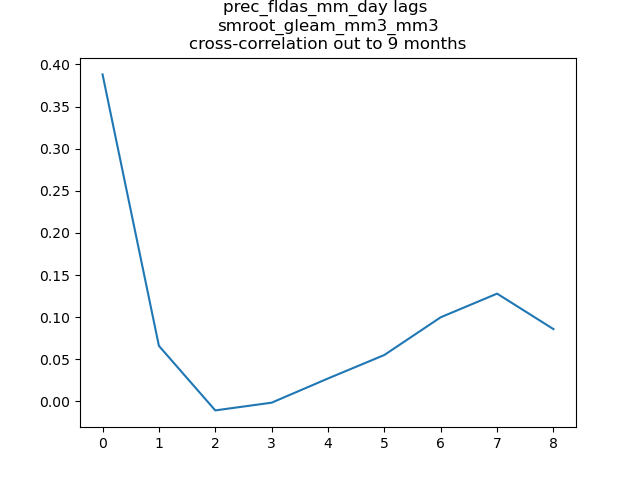 prec_fldas_mm_day lags
smroot_gleam_mm3_mm3
cross-correlation out to 9 months
0.40
0.35
0.30
0.25
0.20
0.15
0.10
0.05
0.00
0 1 2 3 4 5 6 7 8